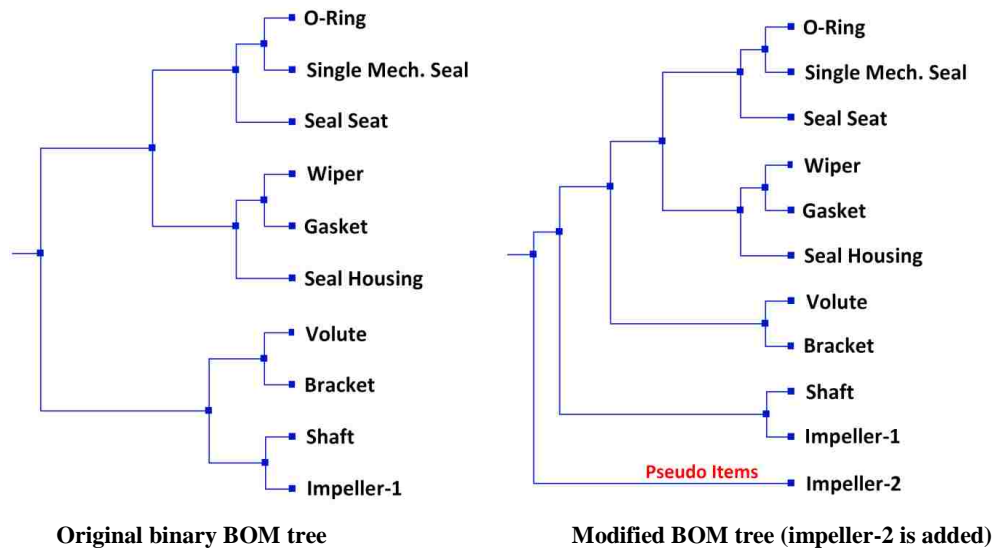 O-Ring
Single Mech. Seal
Seal Seat
Wiper
Gasket
Seal Housing
Volute
Bracket
Shaft
Impeller-1
Original binary BOM tree
O-Ring
Single Mech. Seal
Seal Seat
Wiper
Gasket
Seal Housing
Volute
Bracket
Shaft
Impeller-1
Pseudo Items
Impeller-2
Modified BOM tree (impeller-2 is added)